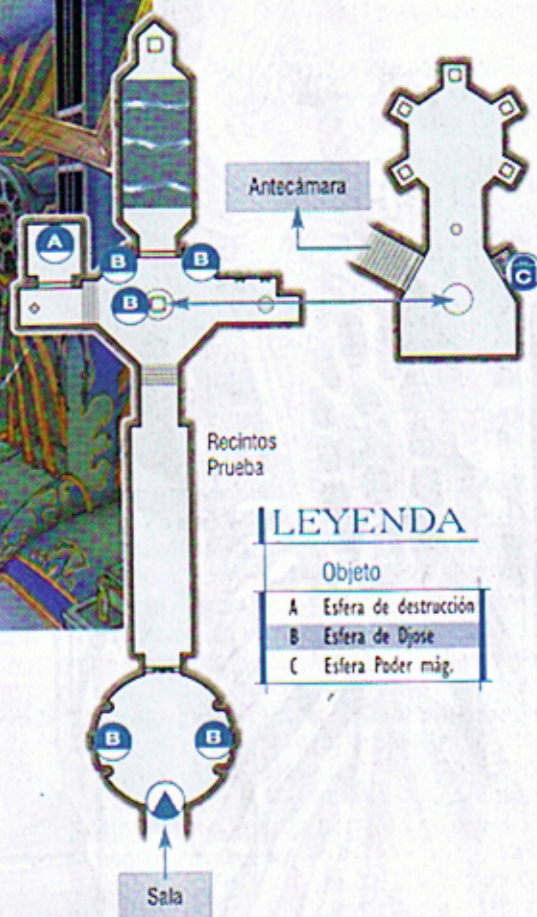 A
B
B
B
Antecámara
C
Recintos
Prueba
LEYENDA
Objeto
A Esfera de destrucción
B Esfera de Djose
C Esfera Poder mág.
B
B
Sala